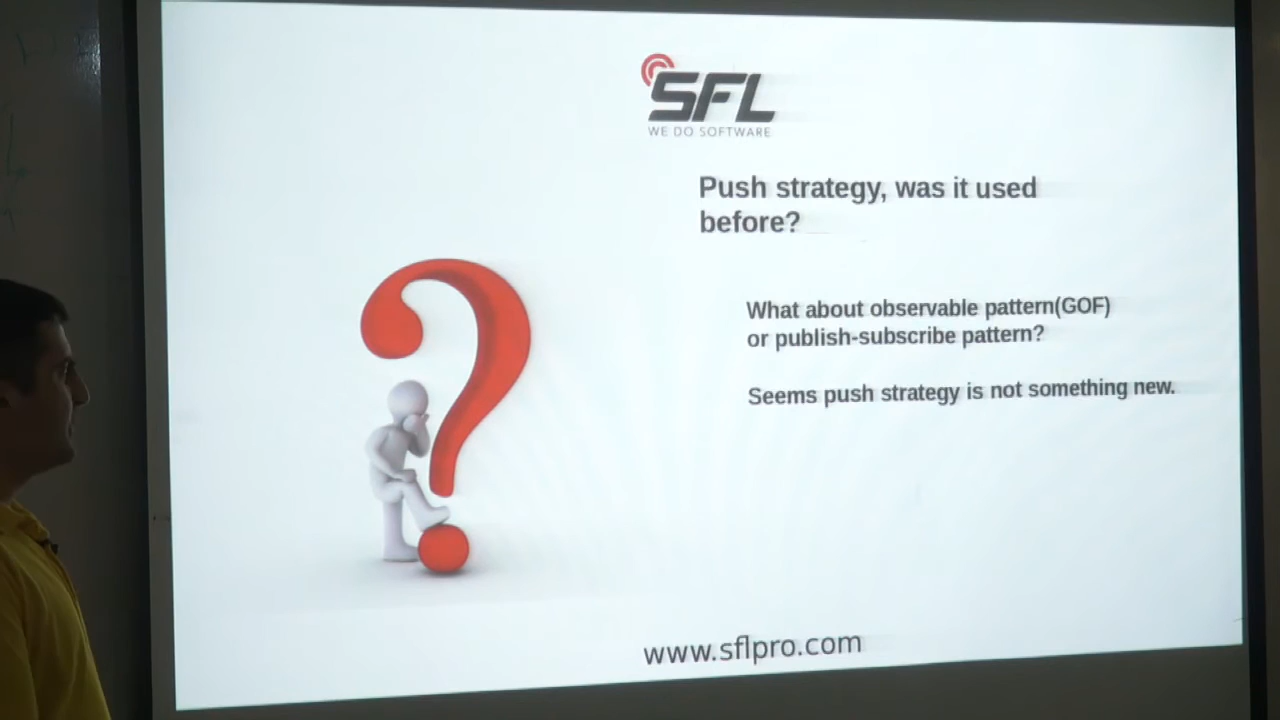 SFL
WE DO SOFTWARE
Push strategy, was it used
before?
What about observable pattern(GOF)
or publish-subscribe pattern?
Seems push strategy is not something new.
www.sflpro.com